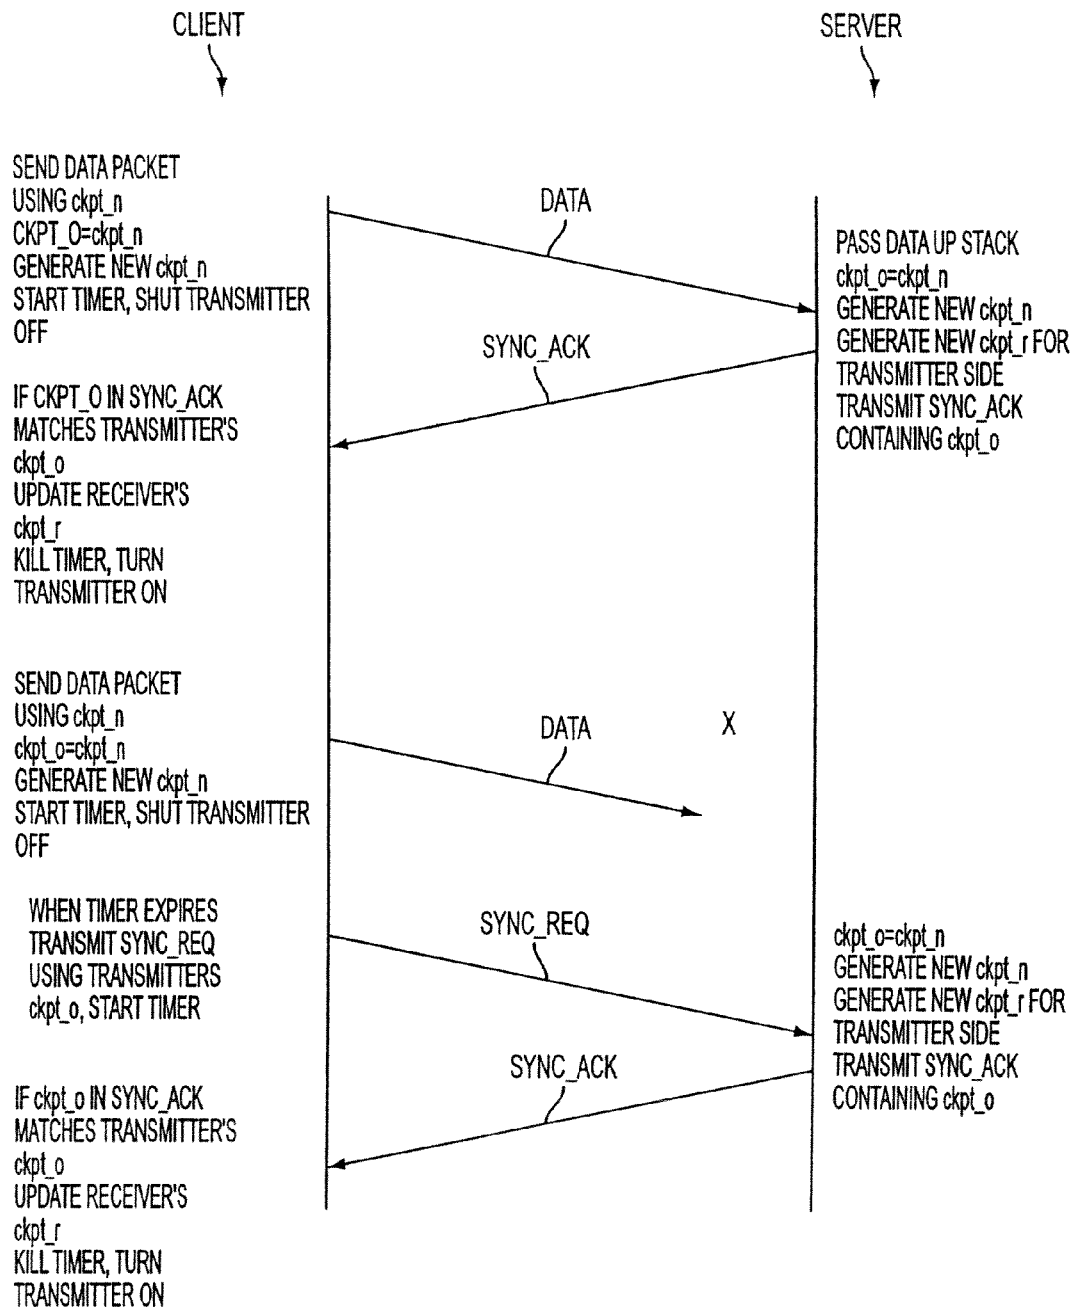 CLIENT
SERVER
SEND DATA PACKET
USING ckpt_n
CKPT_O=ckpt_n
GENERATE NEW ckpt_n
START TIMER, SHUT TRANSMITTER
OFF
DATA
PASS DATA UP STACK
ckpt_o=ckpt_n
GENERATE NEW ckpt_n
GENERATE NEW ckpt_r FOR
TRANSMITTER SIDE
TRANSMIT SYNC_ACK
CONTAINING ckpt_o
SYNC_ACK
IF CKPT_O IN SYNC_ACK
MATCHES TRANSMITTER'S
ckpt_o
UPDATE RECEIVER'S
ckpt_r
KILL TIMER, TURN
TRANSMITTER ON
SEND DATA PACKET
USING ckpt_n
ckpt_o=ckpt_n
GENERATE NEW ckpt_n
START TIMER, SHUT TRANSMITTER
OFF
DATA
X
WHEN TIMER EXPIRES
TRANSMIT SYNC_REQ
USING TRANSMITTERS
ckpt_o, START TIMER
SYNC_REQ
ckpt_o=ckpt_n
GENERATE NEW ckpt_n
GENERATE NEW ckpt_r FOR
TRANSMITTER SIDE
TRANSMIT SYNC_ACK
CONTAINING ckpt_o
SYNC_ACK
IF ckpt_o IN SYNC_ACK
MATCHES TRANSMITTER'S
ckpt_o
UPDATE RECEIVER'S
ckpt_r
KILL TIMER, TURN
TRANSMITTER ON